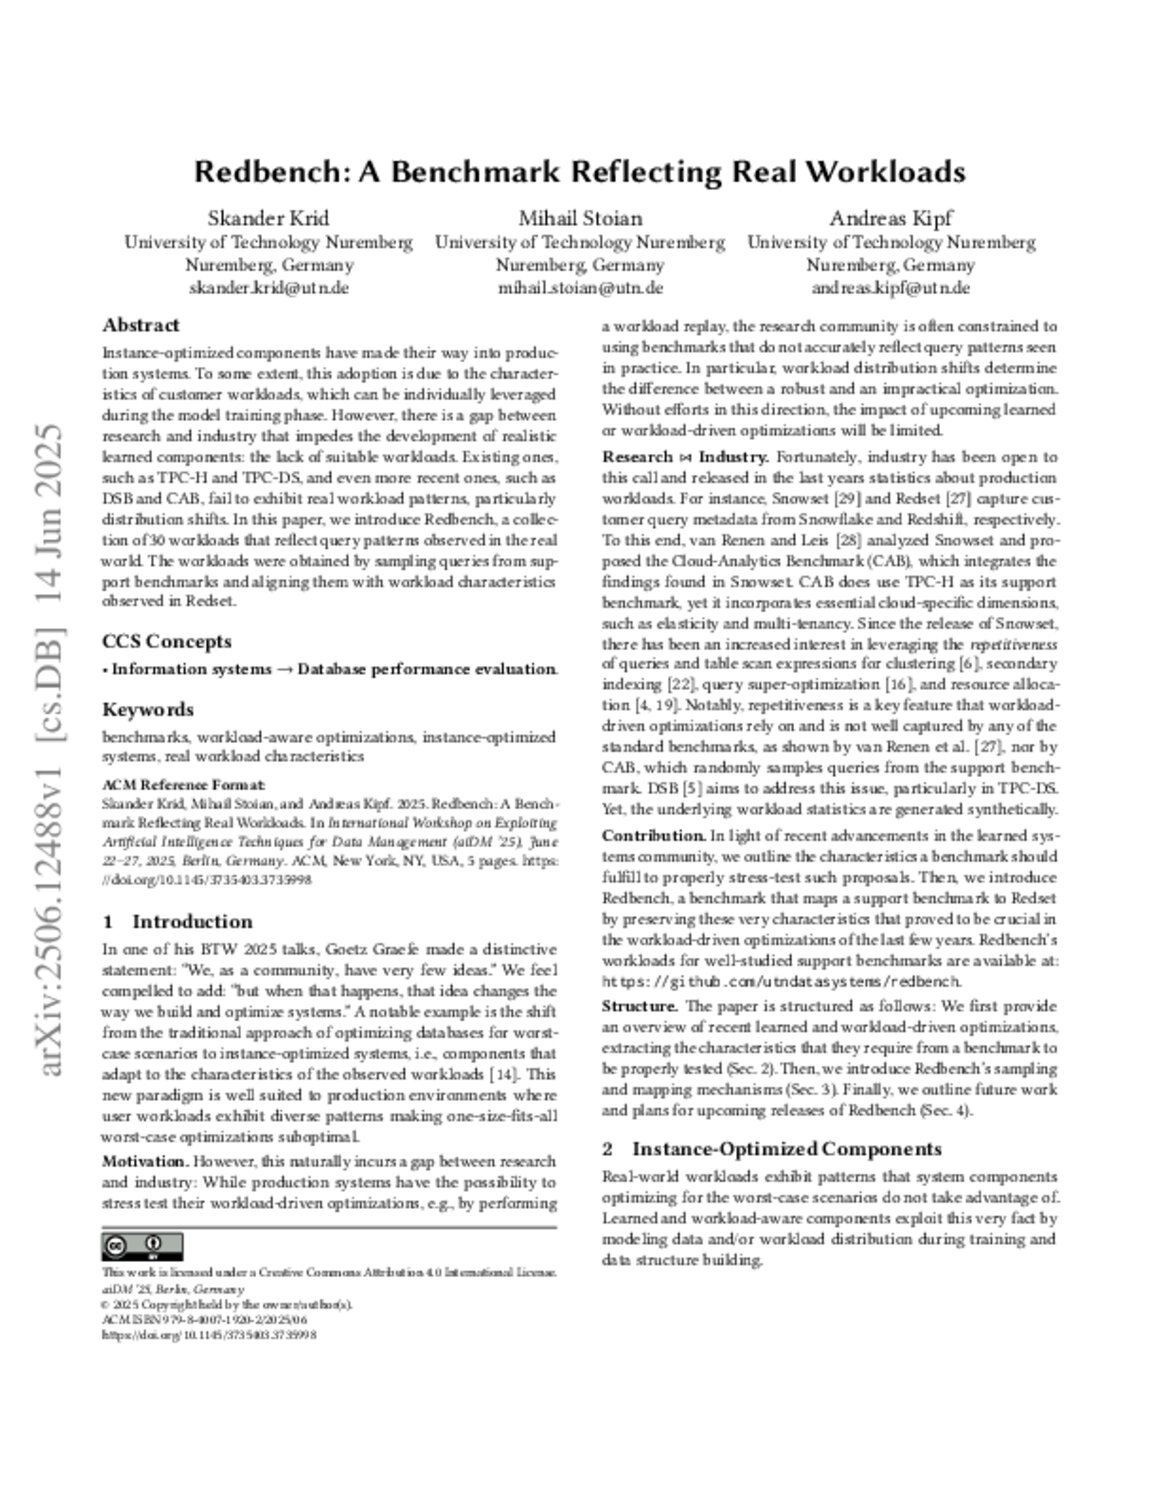 arXiv:2506.12488v1 [cs.DB] 14 Jun 2025
Redbench: A Benchmark Reflecting Real Workloads
Skander Krid
University of Technology Nuremberg
Nuremberg, Germany
skander.krid@utn.de
Mihail Stoian
University of Technology Nuremberg
Nuremberg, Germany
mihail.stoian@utn.de
Andreas Kipf
University of Technology Nuremberg
Nuremberg, Germany
andreas.kipf@utn.de
Abstract
Instance-optimized components have made their way into produc-
tion systems. To some extent, this adoption is due to the character-
istics of customer workloads, which can be individually leveraged
during the model training phase. However, there is a gap between
research and industry that impedes the development of realistic
learned components: the lack of suitable workloads. Existing ones,
such as TPC-H and TPC-DS, and even more recent ones, such as
DSB and CAB, fail to exhibit real workload patterns, particularly
distribution shifts. In this paper, we introduce Redbench, a collec-
tion of 30 workloads that reflect query patterns observed in the real
world. The workloads were obtained by sampling queries from sup-
port benchmarks and aligning them with workload characteristics
observed in Redset.
CCS Concepts
• Information systems → Database performance evaluation.
Keywords
benchmarks, workload-aware optimizations, instance-optimized
systems, real workload characteristics
ACM Reference Format:
Skander Krid, Mihail Stoian, and Andreas Kipf. 2025. Redbench: A Bench-
mark Reflecting Real Workloads. In International Workshop on Exploiting
Artificial Intelligence Techniques for Data Management (aiDM '25), June
22–27, 2025, Berlin, Germany. ACM, New York, NY, USA, 5 pages. https:
//doi.org/10.1145/3735403.3735998
1 Introduction
In one of his BTW 2025 talks, Goetz Graefe made a distinctive
statement: "We, as a community, have very few ideas." We feel
compelled to add: "but when that happens, that idea changes the
way we build and optimize systems." A notable example is the shift
from the traditional approach of optimizing databases for worst-
case scenarios to instance-optimized systems, i.e., components that
adapt to the characteristics of the observed workloads [14]. This
new paradigm is well suited to production environments where
user workloads exhibit diverse patterns making one-size-fits-all
worst-case optimizations suboptimal.
Motivation. However, this naturally incurs a gap between research
and industry: While production systems have the possibility to
stress test their workload-driven optimizations, e.g., by performing
This work is licensed under a Creative Commons Attribution 4.0 International License.
aiDM '25, Berlin, Germany
© 2025 Copyright held by the owner/author(s).
ACM ISBN 979-8-4007-1920-2/2025/06
https://doi.org/10.1145/3735403.3735998
a workload replay, the research community is often constrained to
using benchmarks that do not accurately reflect query patterns seen
in practice. In particular, workload distribution shifts determine
the difference between a robust and an impractical optimization.
Without efforts in this direction, the impact of upcoming learned
or workload-driven optimizations will be limited.
Research ⋈ Industry. Fortunately, industry has been open to
this call and released in the last years statistics about production
workloads. For instance, Snowset [29] and Redset [27] capture cus-
tomer query metadata from Snowflake and Redshift, respectively.
To this end, van Renen and Leis [28] analyzed Snowset and pro-
posed the Cloud-Analytics Benchmark (CAB), which integrates the
findings found in Snowset. CAB does use TPC-H as its support
benchmark, yet it incorporates essential cloud-specific dimensions,
such as elasticity and multi-tenancy. Since the release of Snowset,
there has been an increased interest in leveraging the repetitiveness
of queries and table scan expressions for clustering [6], secondary
indexing [22], query super-optimization [16], and resource alloca-
tion [4, 19]. Notably, repetitiveness is a key feature that workload-
driven optimizations rely on and is not well captured by any of the
standard benchmarks, as shown by van Renen et al. [27], nor by
CAB, which randomly samples queries from the support bench-
mark. DSB [5] aims to address this issue, particularly in TPC-DS.
Yet, the underlying workload statistics are generated synthetically.
Contribution. In light of recent advancements in the learned sys-
tems community, we outline the characteristics a benchmark should
fulfill to properly stress-test such proposals. Then, we introduce
Redbench, a benchmark that maps a support benchmark to Redset
by preserving these very characteristics that proved to be crucial in
the workload-driven optimizations of the last few years. Redbench's
workloads for well-studied support benchmarks are available at:
https://github.com/utndatasystems/redbench.
Structure. The paper is structured as follows: We first provide
an overview of recent learned and workload-driven optimizations,
extracting the characteristics that they require from a benchmark to
be properly tested (Sec. 2). Then, we introduce Redbench's sampling
and mapping mechanisms (Sec. 3). Finally, we outline future work
and plans for upcoming releases of Redbench (Sec. 4).
2 Instance-Optimized Components
Real-world workloads exhibit patterns that system components
optimizing for the worst-case scenarios do not take advantage of.
Learned and workload-aware components exploit this very fact by
modeling data and/or workload distribution during training and
data structure building.